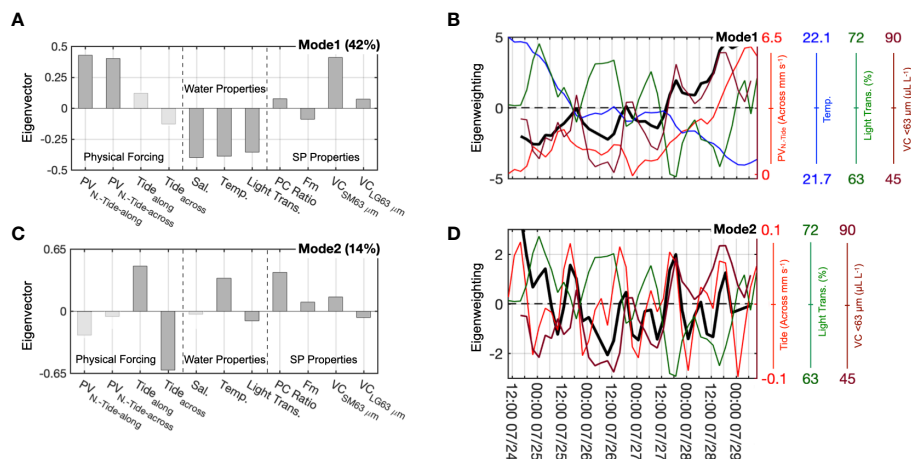 A
Mode1 (42%)
0.5
0.25
0
-0.25
-0.5
Eigenvector
Water Properties
Physical Forcing
SP Properties
PV N.-Tide-along
PV N.-Tide-across
Tide along
Tide across
Sal.
Temp.
Light Trans.
PC Ratio
Fm
VC SM63 μm
VC LG63 μm
B
Mode1
5
0
-5
Eigenweighting
6.5
0
PV N.-Tide (Across mm s-1)
22.1
21.7
Temp.
72
63
Light Trans. (%)
90
45
VC <63 μm (uL L-1)
C
Mode2 (14%)
0.65
0
-0.65
Eigenvector
Physical Forcing
Water Properties
SP Properties
PV N.-Tide-along
PV N.-Tide-across
Tide along
Tide across
Sal.
Temp.
Light Trans.
PC Ratio
Fm
VC SM63 μm
VC LG63 μm
D
Mode2
2
0
-2
Eigenweighting
0.1
-0.1
Tide (Across mm s-1)
72
63
Light Trans. (%)
90
45
VC <63 μm (μL L-1)
12:00 07/24
00:00 07/25
12:00 07/25
00:00 07/26
12:00 07/26
00:00 07/27
12:00 07/27
00:00 07/28
12:00 07/28
00:00 07/29